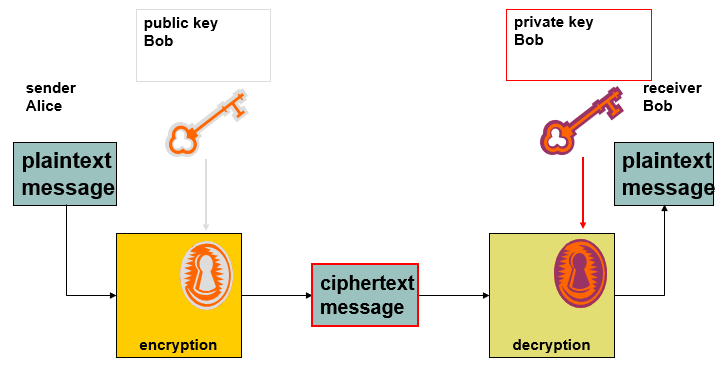 public key
Bob
private key
Bob
sender
Alice
receiver
Bob
plaintext
message
plaintext
message
ciphertext
message
encryption
decryption